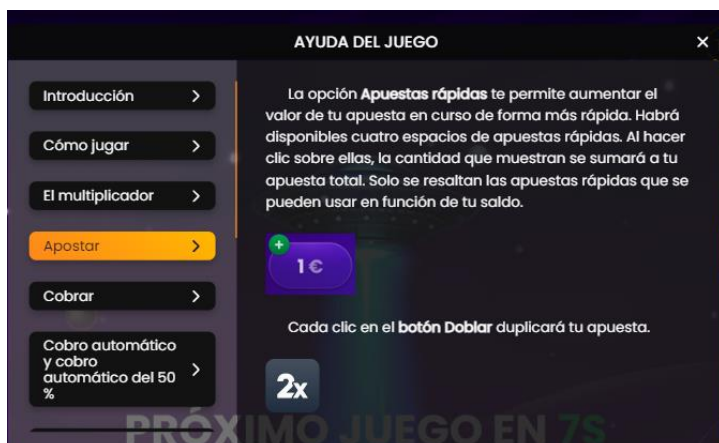 AYUDA DEL JUEGO
×
Introducción >
Cómo jugar >
El multiplicador >
Apostar >
Cobrar >
Cobro automático
y cobro
automático del 50 >
%
La opción Apuestas rápidas te permite aumentar el
valor de tu apuesta en curso de forma más rápida. Habrá
disponibles cuatro espacios de apuestas rápidas. Al hacer
clic sobre ellas, la cantidad que muestran se sumará a tu
apuesta total. Solo se resaltan las apuestas rápidas que se
pueden usar en función de tu saldo.
+
1 €
Cada clic en el botón Doblar duplicará tu apuesta.
2x
PRÓXIMO JUEGO EN 7S